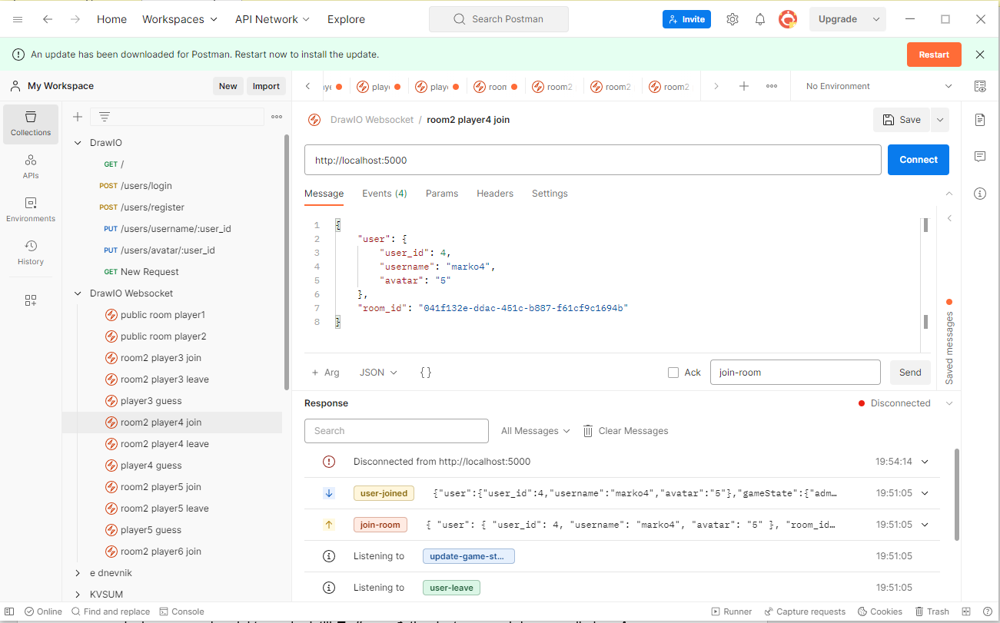 Home Workspaces API Network Explore Search Postman Invite Upgrade
An update has been downloaded for Postman. Restart now to install the update. Restart
My Workspace New Import play play room room2 room2 room2 No Environment
Collections
APIs
Environments
History
DrawIO
GET /
POST /users/login
POST /users/register
PUT /users/username/:user_id
PUT /users/avatar/:user_id
GET New Request
DrawIO Websocket
public room player1
public room player2
room2 player3 join
room2 player3 leave
player3 guess
room2 player4 join
room2 player4 leave
player4 guess
room2 player5 join
room2 player5 leave
player5 guess
room2 player6 join
e dnevnik
KVSUM
DrawIO Websocket / room2 player4 join Save
http://localhost:5000 Connect
Message Events (4) Params Headers Settings
1 {
2 "user": {
3 "user_id": 4,
4 "username": "marko4",
5 "avatar": "5"
6 },
7 "room_id": "041f132e-ddac-451c-b887-f61cf9c1694b"
8 }
Saved messages
+ Arg JSON {} Ack join-room Send
Response Disconnected
Search All Messages Clear Messages
Disconnected from http://localhost:5000 19:54:14
user-joined {"user":{"user_id":4,"username":"marko4","avatar":"5"},"gameState":{"adm… 19:51:05
join-room { "user": { "user_id": 4, "username": "marko4", "avatar": "5" }, "room_id… 19:51:05
Listening to update-game-st… 19:51:05
Listening to user-leave 19:51:05
Online Find and replace Console Runner Capture requests Cookies Trash